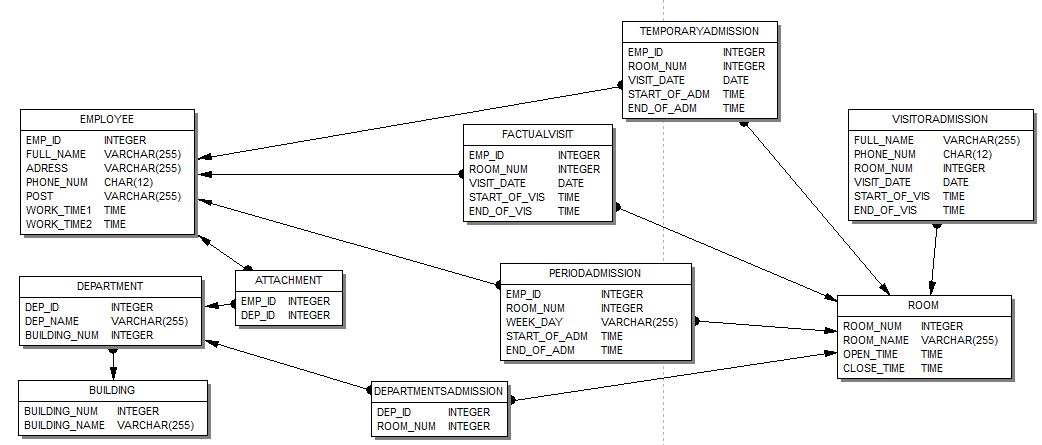 TEMPORARYADMISSION
EMP_ID INTEGER
ROOM_NUM INTEGER
VISIT_DATE DATE
START_OF_ADM TIME
END_OF_ADM TIME
EMPLOYEE
EMP_ID INTEGER
FULL_NAME VARCHAR(255)
ADRESS VARCHAR(255)
PHONE_NUM CHAR(12)
POST VARCHAR(255)
WORK_TIME1 TIME
WORK_TIME2 TIME
FACTUALVISIT
EMP_ID INTEGER
ROOM_NUM INTEGER
VISIT_DATE DATE
START_OF_VIS TIME
END_OF_VIS TIME
VISITORADMISSION
FULL_NAME VARCHAR(255)
PHONE_NUM CHAR(12)
ROOM_NUM INTEGER
VISIT_DATE DATE
START_OF_VIS TIME
END_OF_VIS TIME
DEPARTMENT
DEP_ID INTEGER
DEP_NAME VARCHAR(255)
BUILDING_NUM INTEGER
ATTACHMENT
EMP_ID INTEGER
DEP_ID INTEGER
PERIODADMISSION
EMP_ID INTEGER
ROOM_NUM INTEGER
WEEK_DAY VARCHAR(255)
START_OF_ADM TIME
END_OF_ADM TIME
ROOM
ROOM_NUM INTEGER
ROOM_NAME VARCHAR(255)
OPEN_TIME TIME
CLOSE_TIME TIME
BUILDING
BUILDING_NUM INTEGER
BUILDING_NAME VARCHAR(255)
DEPARTMENTSADMISSION
DEP_ID INTEGER
ROOM_NUM INTEGER